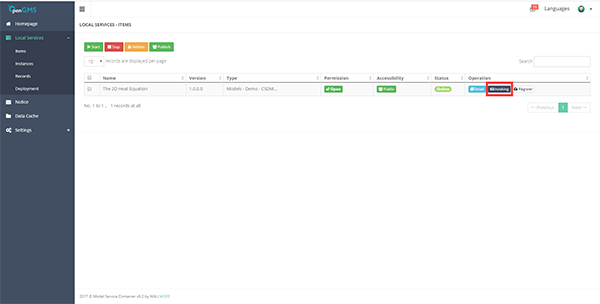 OpenGMS
Languages
Homepage
LOCAL SERVICES - ITEMS
Local Services
Items
Instances
Records
Deployment
Notice
Data Cache
Settings
Start Stop Delete Publish
10 records are displayed per page
Search:
Name Version Type Permission Accessibility Status Operation
The 2D Heat Equation 1.0.0.0 Models - Demo - CSDM... Open Public Online Detail Invoking Register
No. 1 to 1 , 1 records at all
← Previous 1 Next →
2017 © Model Service Container v0.2 by NNU